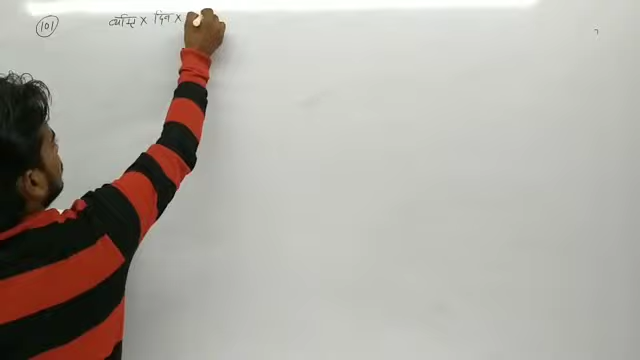 (101) व्यक्ति × दिन ×